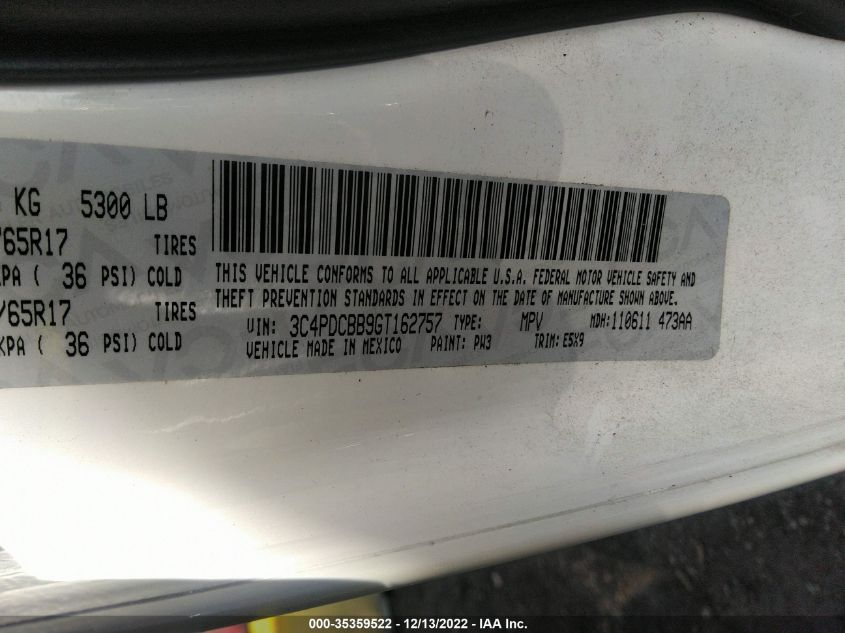 KG 5300 LB
/65R17 TIRES
KPA ( 36 PSI) COLD
/65R17 TIRES
KPA ( 36 PSI) COLD
THIS VEHICLE CONFORMS TO ALL APPLICABLE U.S.A. FEDERAL MOTOR VEHICLE SAFETY AND
THEFT PREVENTION STANDARDS IN EFFECT ON THE DATE OF MANUFACTURE SHOWN ABOVE.
VIN: 3C4PDCBB9GT162757 TYPE: MPV MDH:110611 473AA
VEHICLE MADE IN MEXICO PAINT: PW3 TRIM: E5X9
000-35359522 - 12/13/2022 - IAA Inc.